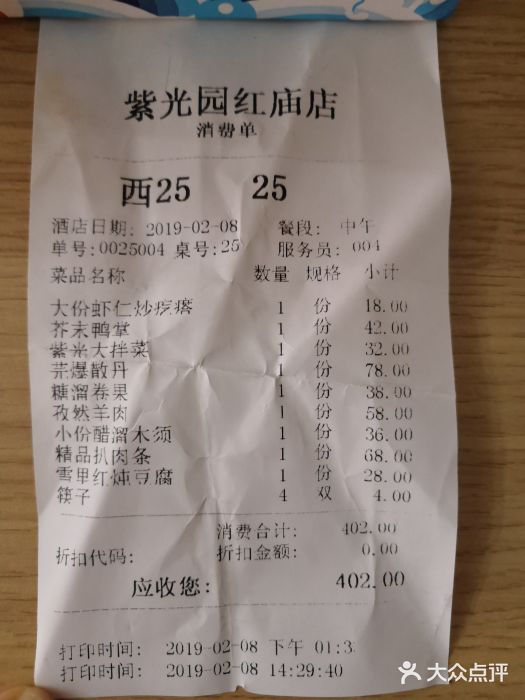 紫光园红庙店
消费单
西25 25
酒店日期: 2019-02-08 餐段: 中午
单号:0025004 桌号:25 服务员: 004
菜品名称 数量 规格 小计
大份虾仁炒疙瘩 1 份 18.00
芥末鸭掌 1 份 42.00
紫光大拌菜 1 份 32.00
芫爆散丹 1 份 78.00
糖溜卷果 1 份 38.00
孜然羊肉 1 份 58.00
小份醋溜木须 1 份 36.00
精品扒肉条 1 份 68.00
雪里红炖豆腐 1 份 28.00
筷子 4 双 4.00
消费合计: 402.00
折扣代码: 折扣金额: 0.00
应收您: 402.00
打印时间: 2019-02-08 下午 01:3
打印时间: 2019-02-08 14:29:40
大众点评